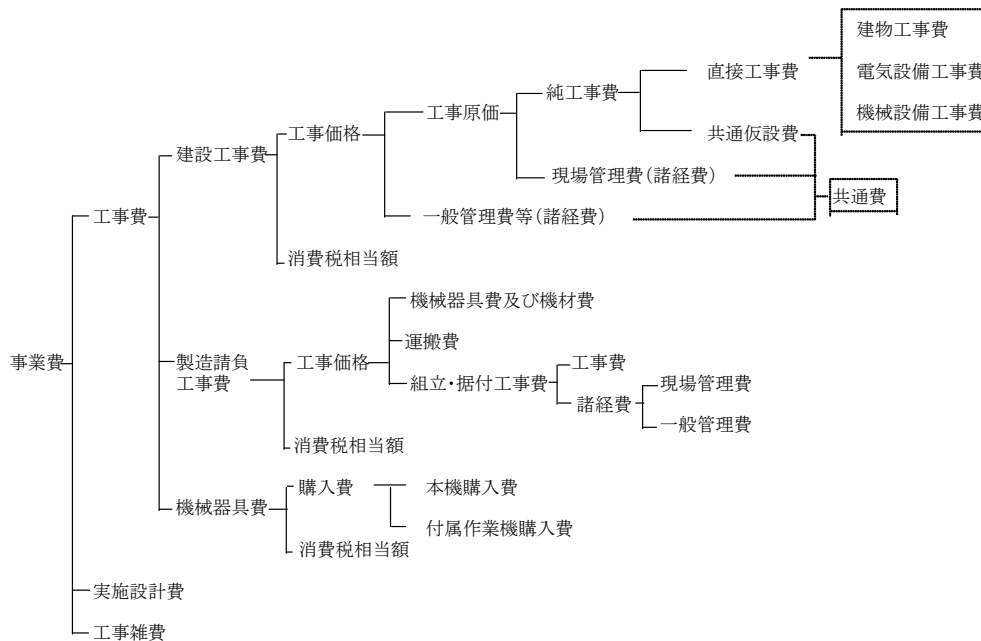 建物工事費
直接工事費
電気設備工事費
純工事費
機械設備工事費
工事原価
工事価格
共通仮設費
建設工事費
現場管理費(諸経費)
共通費
工事費
一般管理費等(諸経費)
消費税相当額
機械器具費及び機材費
運搬費
事業費
製造請負
工事費
工事価格
組立・据付工事費
工事費
諸経費
現場管理費
一般管理費
消費税相当額
購入費
本機購入費
機械器具費
付属作業機購入費
消費税相当額
実施設計費
工事雑費